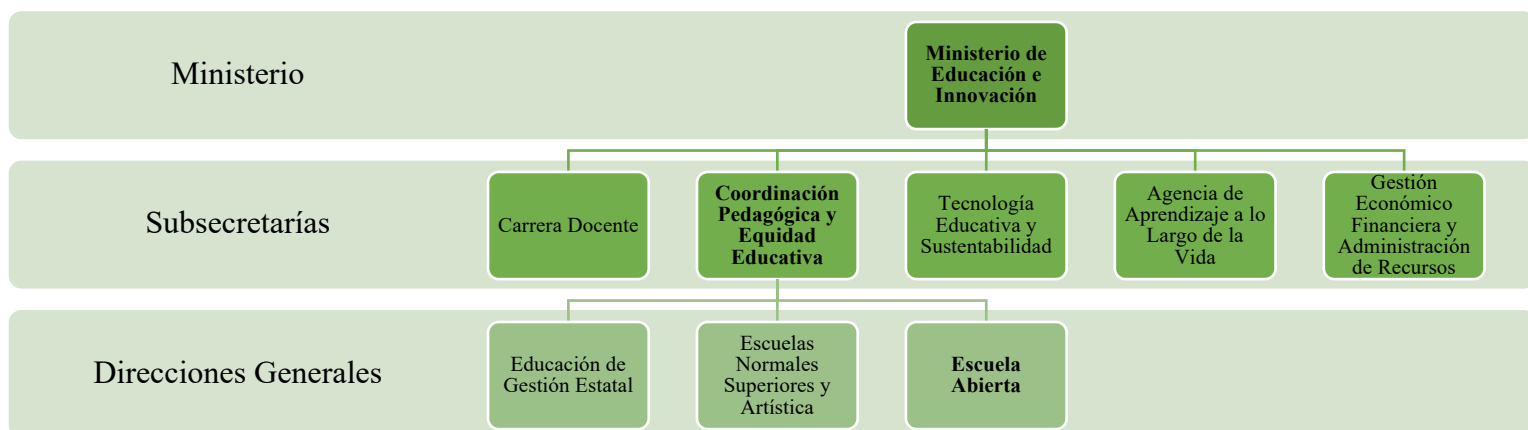 Ministerio
Ministerio de
Educación e
Innovación
Subsecretarías
Carrera Docente
Coordinación
Pedagógica y
Equidad
Educativa
Tecnología
Educativa y
Sustentabilidad
Agencia de
Aprendizaje a lo
Largo de la
Vida
Gestión
Económico
Financiera y
Administración
de Recursos
Direcciones Generales
Educación de
Gestión Estatal
Escuelas
Normales
Superiores y
Artística
Escuela
Abierta